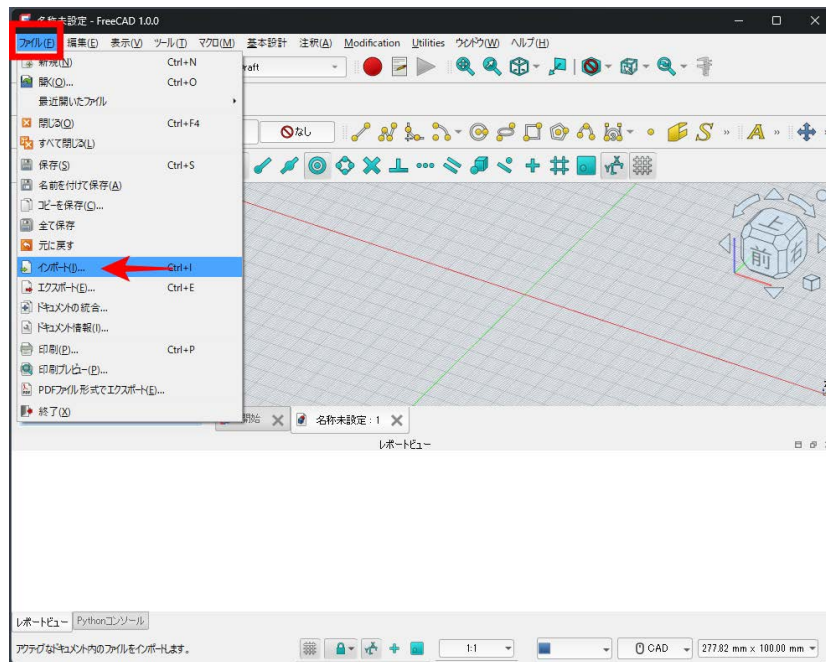 名称未設定 - FreeCAD 1.0.0
ファイル(F) 編集(E) 表示(V) ツール(T) マクロ(M) 基本設計 注釈(A) Modification Utilities ウィンドウ(W) ヘルプ(H)
新規(N) Ctrl+N
raft
開く(O)... Ctrl+O
最近開いたファイル
閉じる(C) Ctrl+F4
なし
すべて閉じる(L)
保存(S) Ctrl+S
名前を付けて保存(A)
コピーを保存(C)...
全て保存
元に戻す
インポート(I)... Ctrl+I
エクスポート(E)... Ctrl+E
ドキュメントの統合...
ドキュメント情報(I)...
印刷(P)... Ctrl+P
印刷プレビュー(P)...
PDFファイル形式でエクスポート(E)...
終了(X)
上
前
右
開始
名称未設定 : 1
レポートビュー
レポートビュー Pythonコンソール
アクティブなドキュメント内のファイルをインポートします。
1:1
CAD
277.82 mm x 100.00 mm